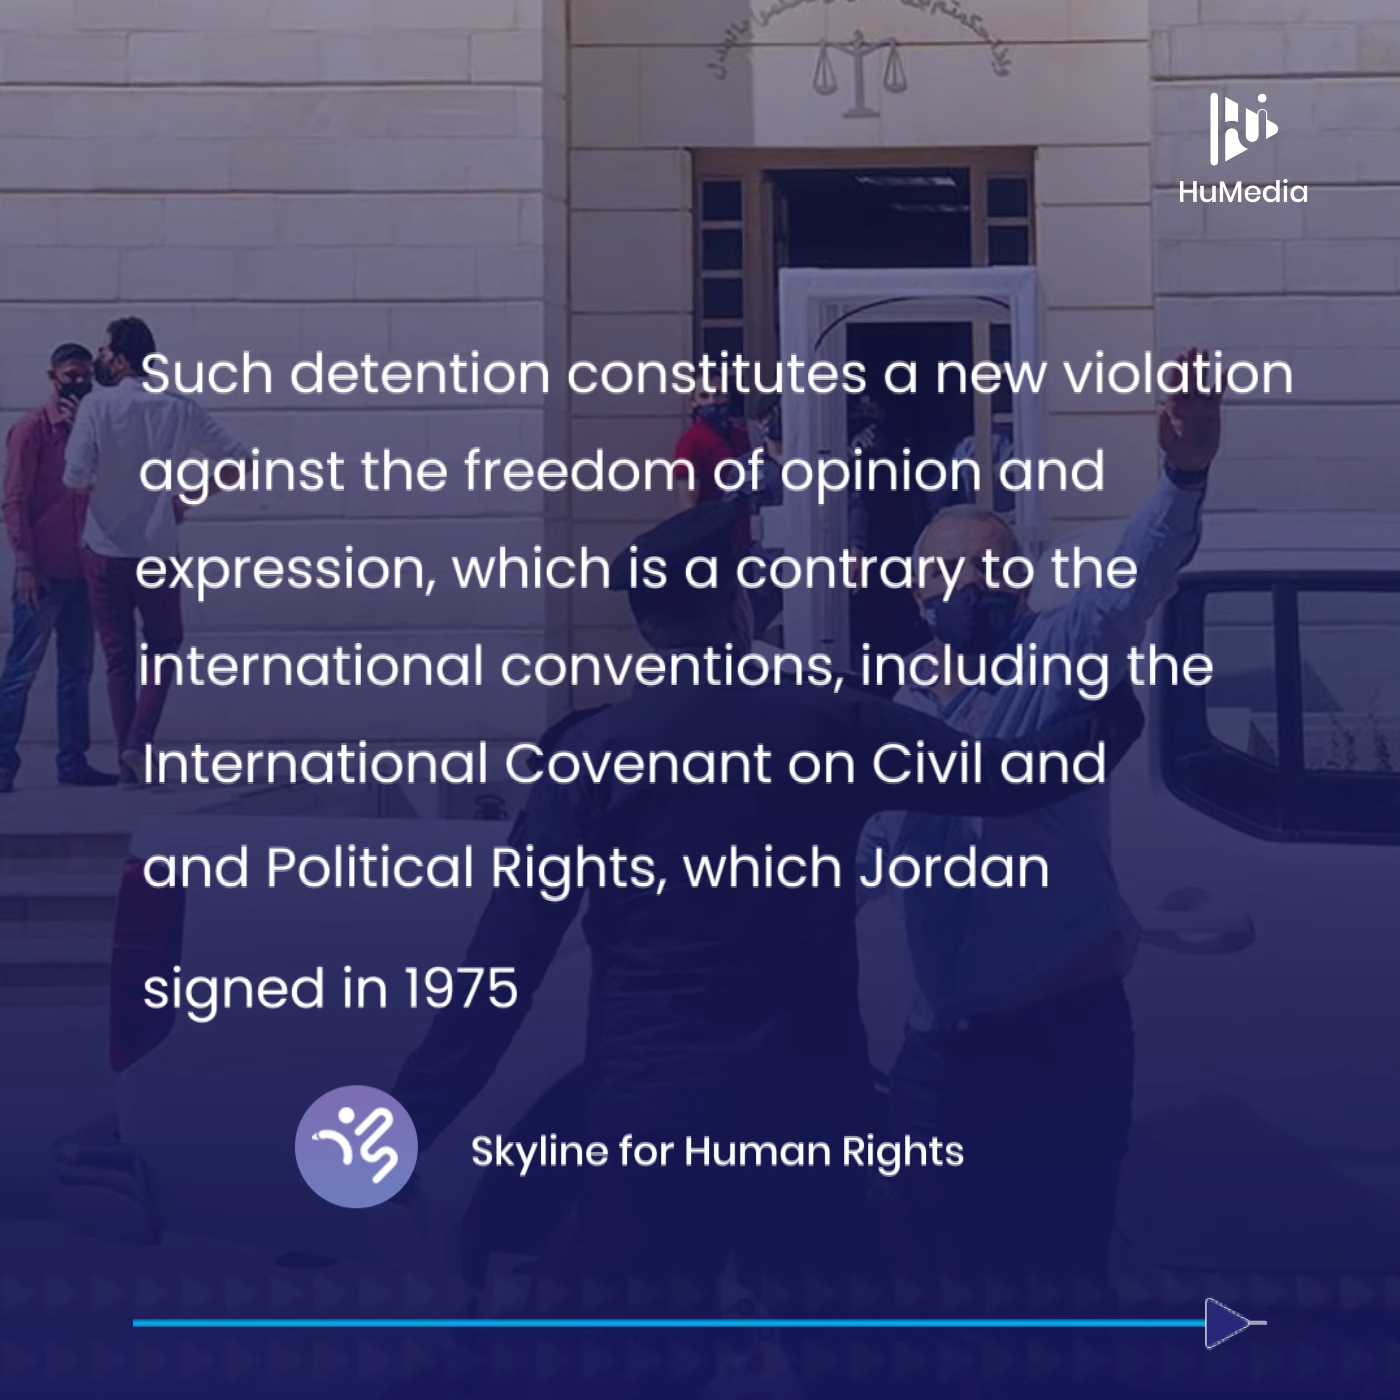 HuMedia
Such detention constitutes a new violation
against the freedom of opinion and
expression, which is a contrary to the
international conventions, including the
International Covenant on Civil and
and Political Rights, which Jordan
signed in 1975
Skyline for Human Rights